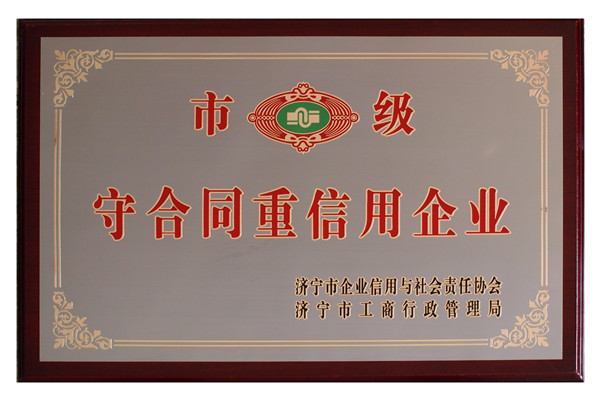 市 级
守合同重信用企业
济宁市企业信用与社会责任协会
济宁市工商行政管理局